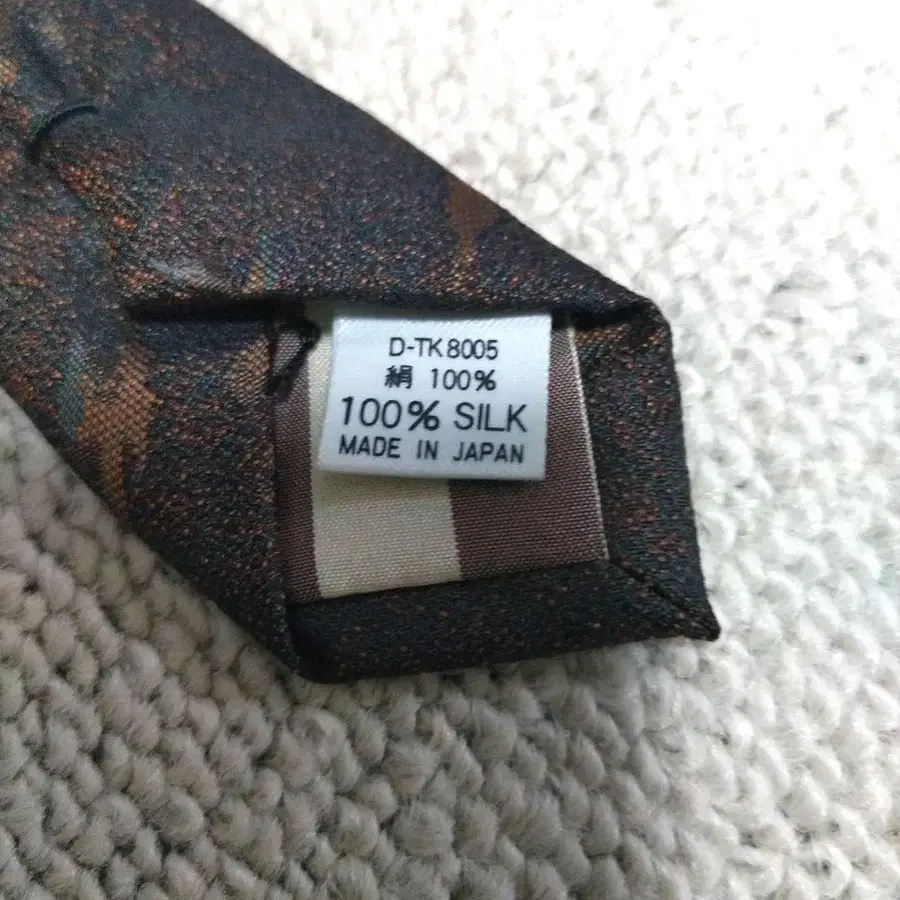 D-TK8005
絹 100%
100% SILK
MADE IN JAPAN